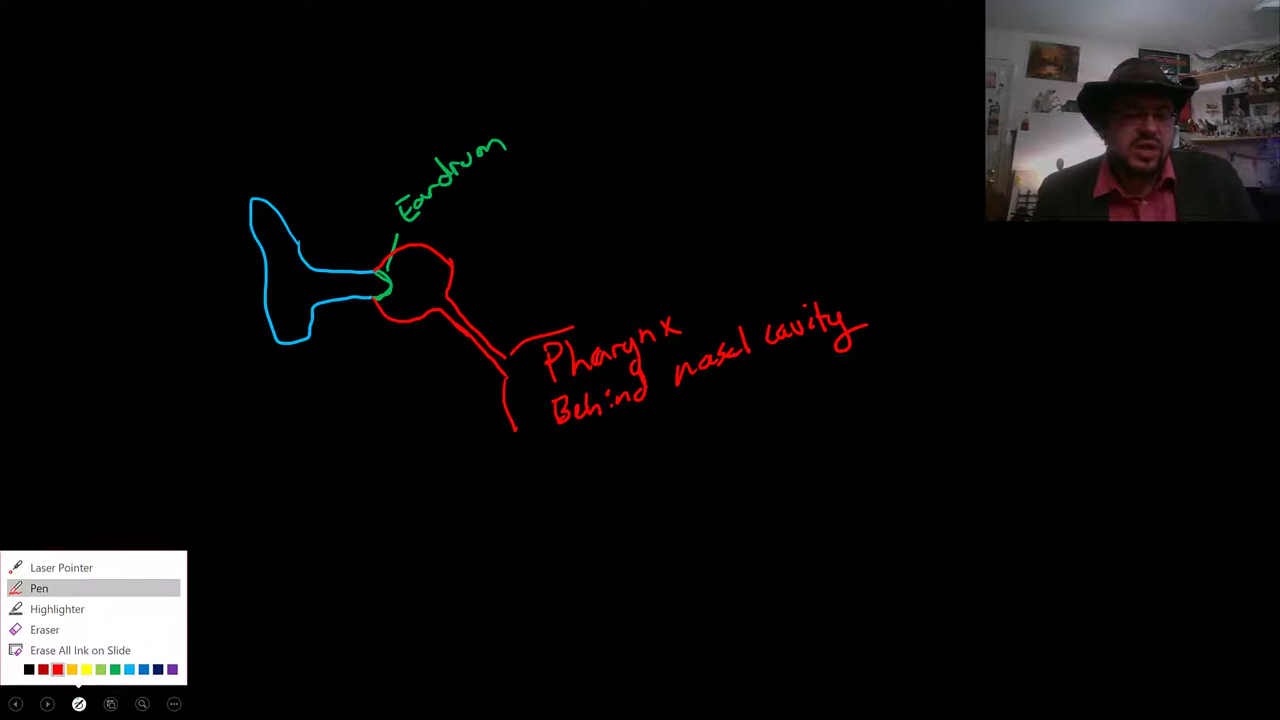 Eardrum
Pharynx
Behind nasal cavity
Laser Pointer
Pen
Highlighter
Eraser
Erase All Ink on Slide